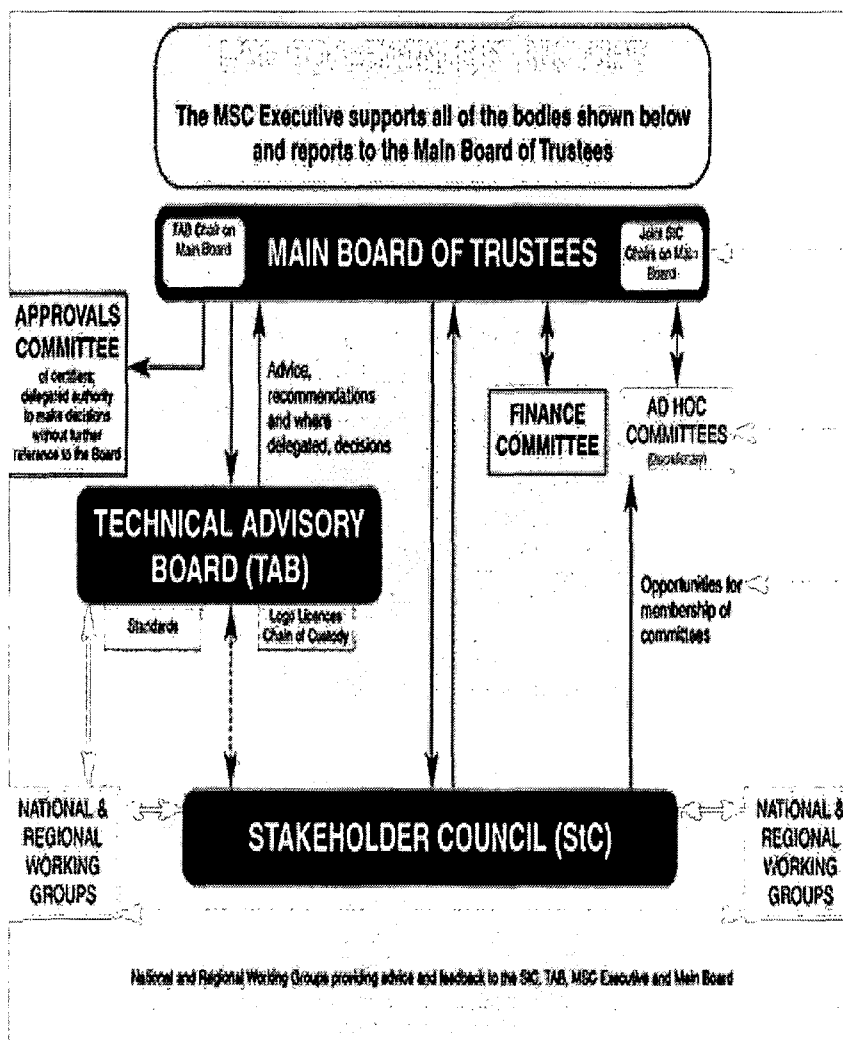 The MSC Executive supports all of the bodies shown below
and reports to the Main Board of Trustees
TAB Chair on
Main Board
MAIN BOARD OF TRUSTEES
Joint StC
Chairs on Main
Board
APPROVALS
COMMITTEE
of certifiers;
delegated authority
to make decisions
without further
reference to the Board
Advice,
recommendations
and where
delegated, decisions
FINANCE
COMMITTEE
AD HOC
COMMITTEES
TECHNICAL ADVISORY
BOARD (TAB)
Standards
Logo Licences
Chain of Custody
Opportunities for
membership of
committees
NATIONAL &
REGIONAL
WORKING
GROUPS
STAKEHOLDER COUNCIL (StC)
NATIONAL &
REGIONAL
WORKING
GROUPS
National and Regional Working Groups providing advice and feedback to the StC, TAB, MSC Executive and Main Board